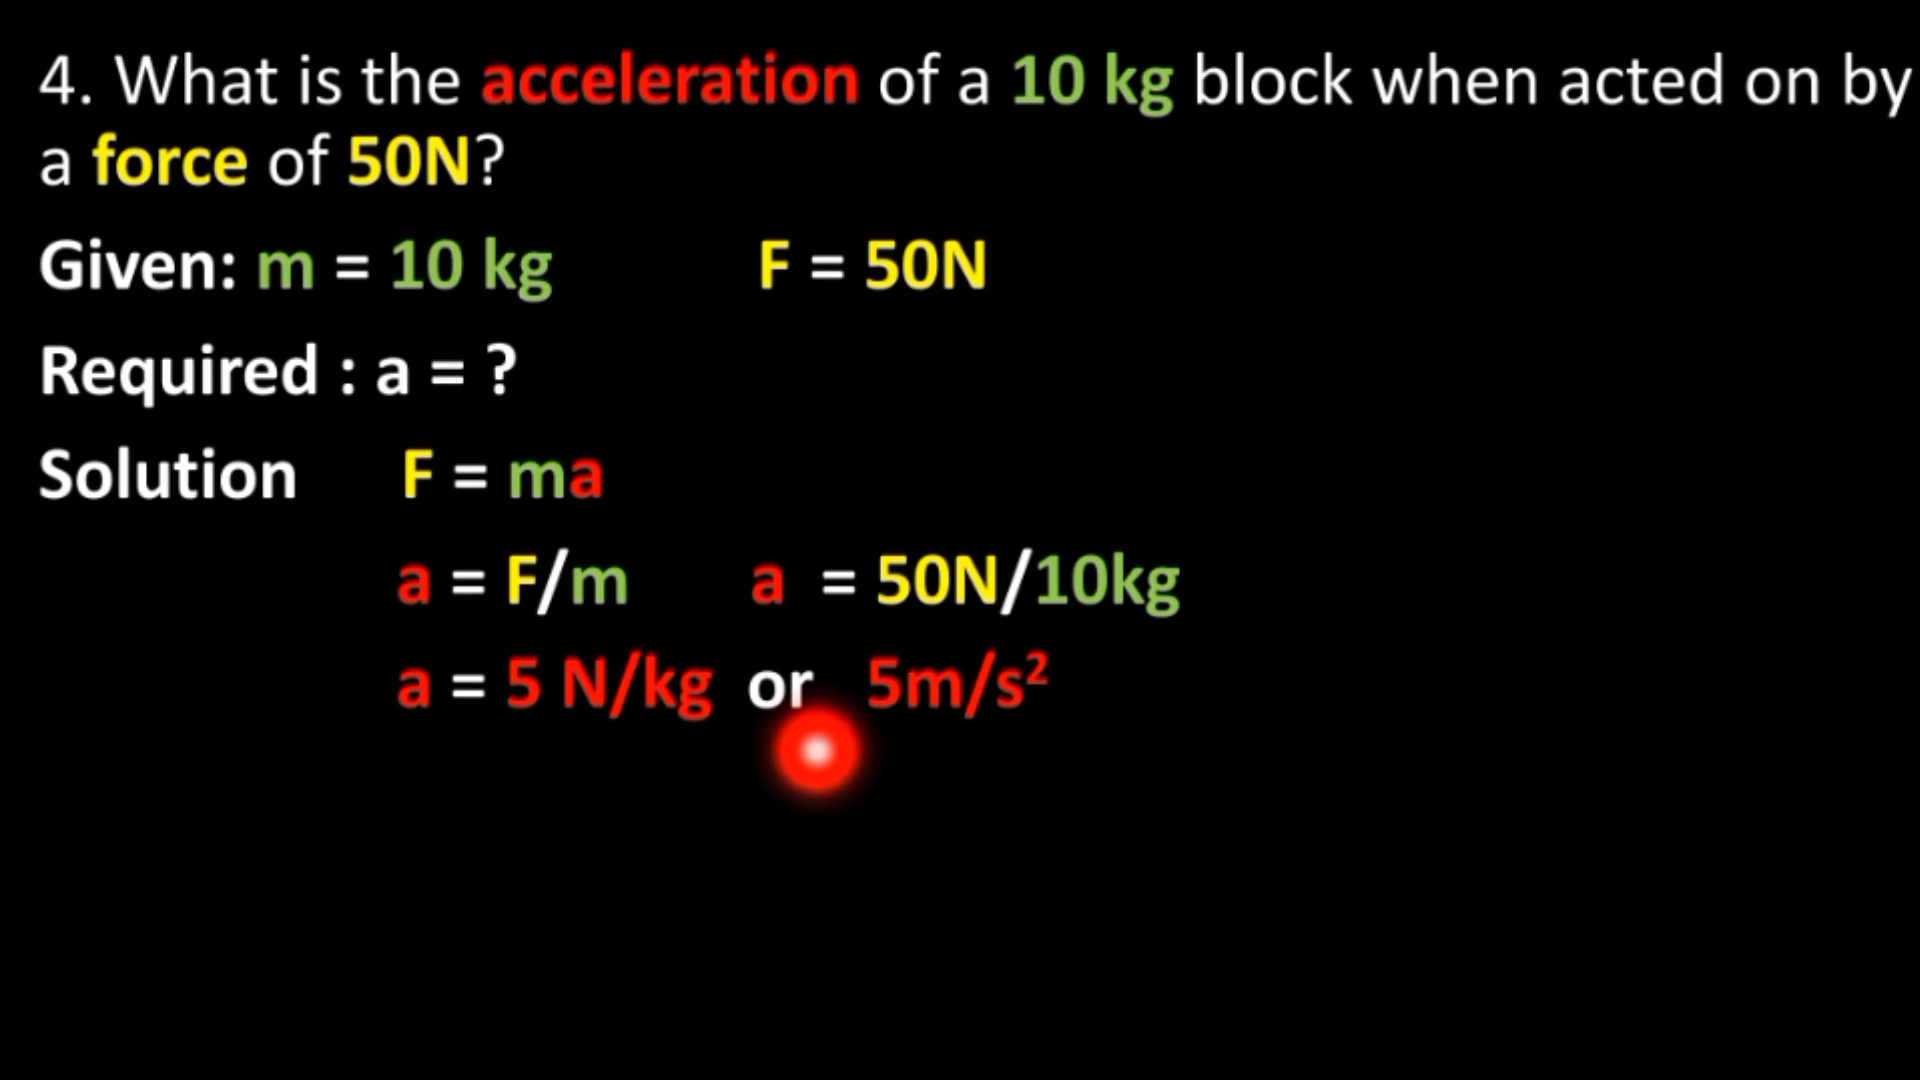 4. What is the acceleration of a 10 kg block when acted on by
a force of 50N?
Given: m = 10 kg F = 50N
Required : a = ?
Solution F = ma
a = F/m a = 50N/10kg
a = 5 N/kg or 5m/s²